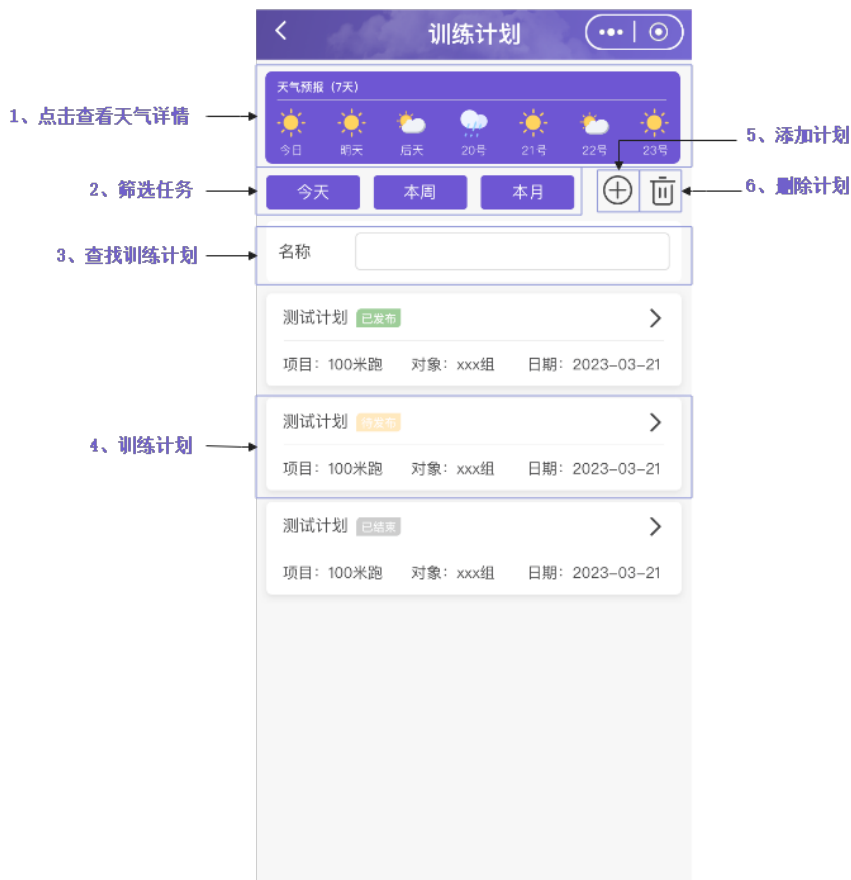 训练计划
天气预报（7天）
今日 明天 后天 20号 21号 22号 23号
1、点击查看天气详情
5、添加计划
2、筛选任务
今天 本周 本月
6、删除计划
3、查找训练计划
名称
测试计划 已发布
项目：100米跑 对象：xxx组 日期：2023-03-21
4、训练计划
测试计划 待发布
项目：100米跑 对象：xxx组 日期：2023-03-21
测试计划 已结束
项目：100米跑 对象：xxx组 日期：2023-03-21